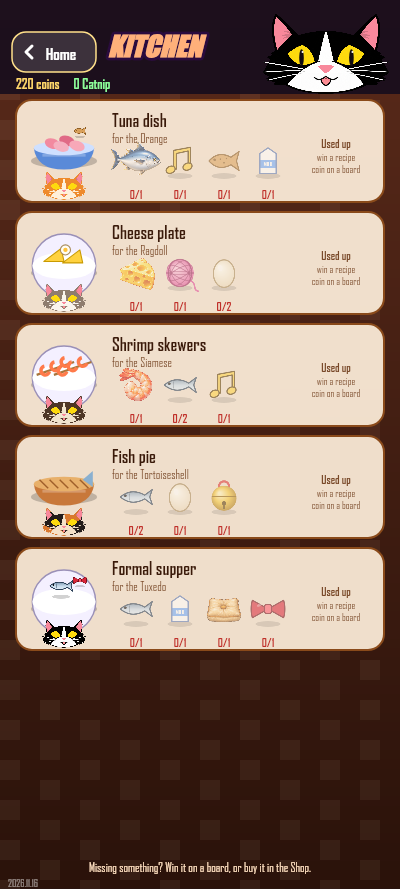 Home
KITCHEN
220 coins 0 Catnip
Tuna dish
for the Orange
0/1 0/1 0/1 0/1
Used up
win a recipe
coin on a board
Cheese plate
for the Ragdoll
0/1 0/1 0/2
Used up
win a recipe
coin on a board
Shrimp skewers
for the Siamese
0/1 0/2 0/1
Used up
win a recipe
coin on a board
Fish pie
for the Tortoiseshell
0/2 0/1 0/1
Used up
win a recipe
coin on a board
Formal supper
for the Tuxedo
0/1 0/1 0/1 0/1
Used up
win a recipe
coin on a board
Missing something? Win it on a board, or buy it in the Shop.